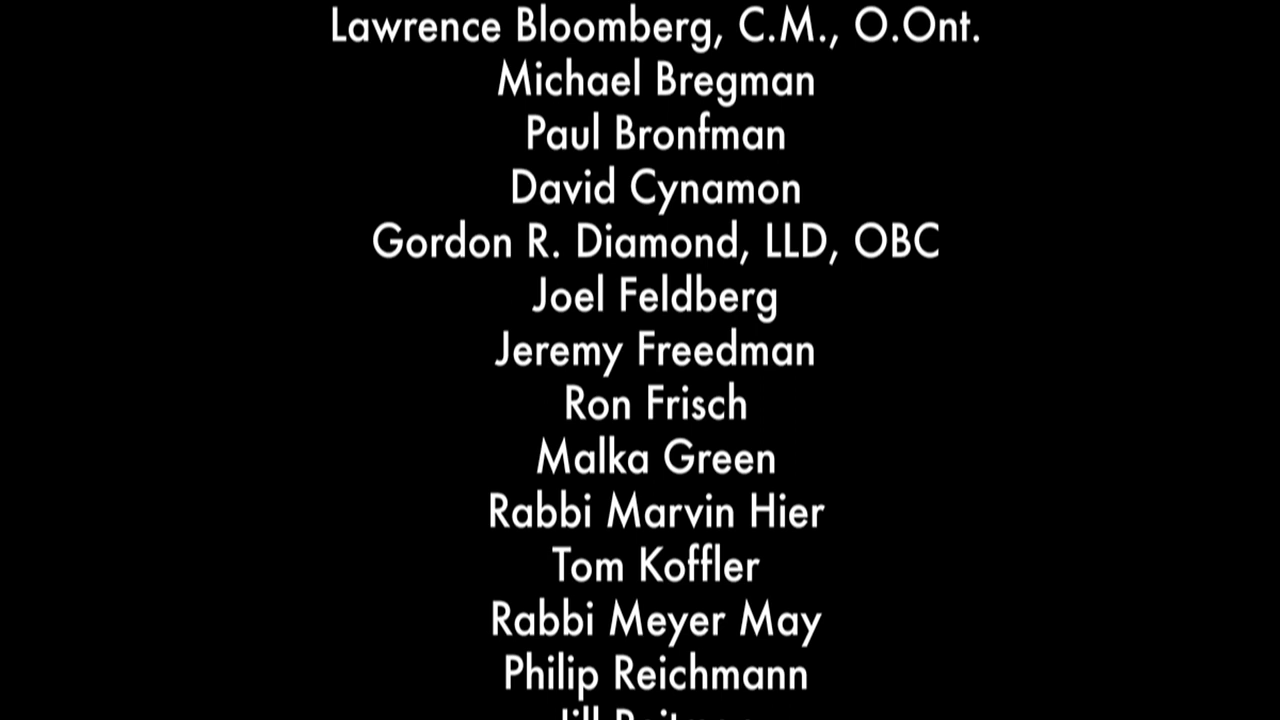 Lawrence Bloomberg, C.M., O.Ont.
Michael Bregman
Paul Bronfman
David Cynamon
Gordon R. Diamond, LLD, OBC
Joel Feldberg
Jeremy Freedman
Ron Frisch
Malka Green
Rabbi Marvin Hier
Tom Koffler
Rabbi Meyer May
Philip Reichmann
Jill